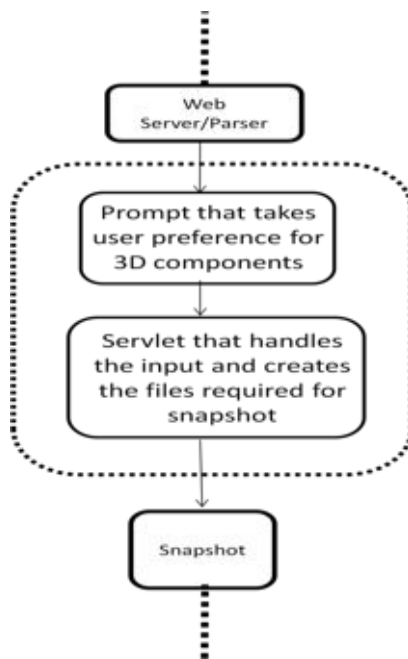 Web
Server/Parser
Prompt that takes
user preference for
3D components
Servlet that handles
the input and creates
the files required for
snapshot
Snapshot